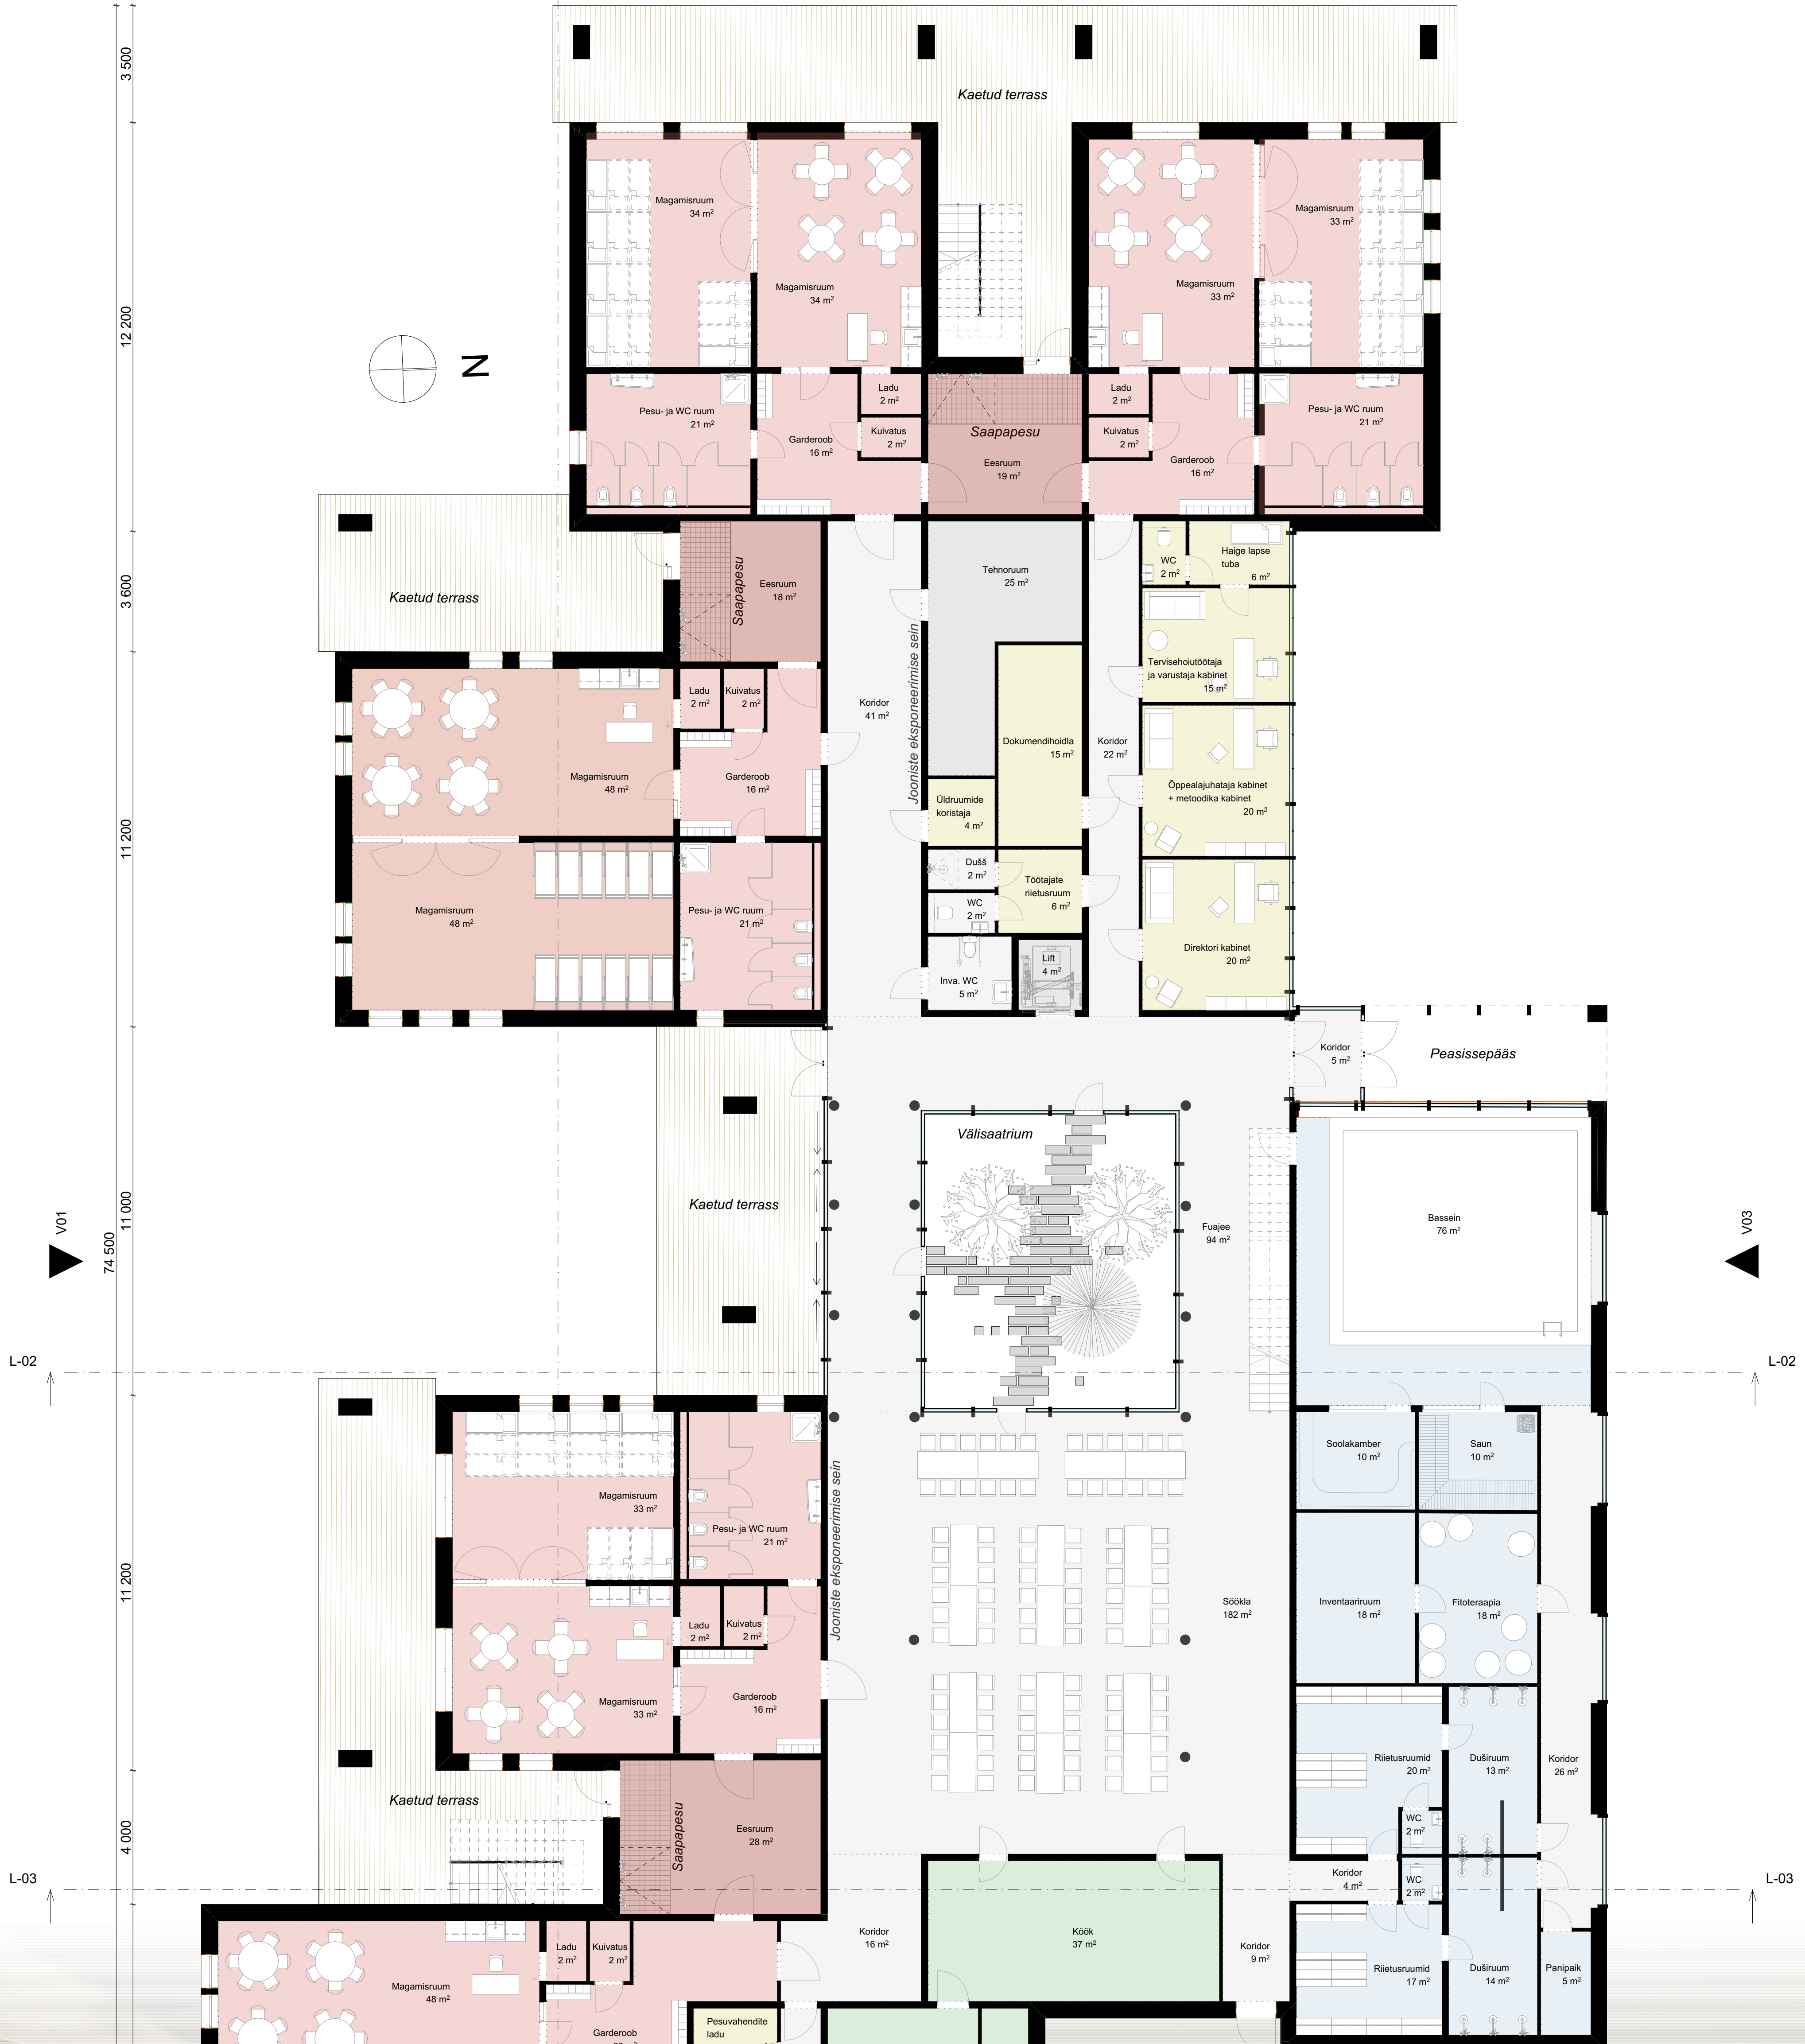 3 500
Kaetud terrass
Magamisruum
34 m²
Magamisruum
34 m²
Magamisruum
33 m²
Magamisruum
33 m²
12 200
N
Pesu- ja WC ruum
21 m²
Garderoob
16 m²
Ladu
2 m²
Kuivatus
2 m²
Saapapesu
Eesruum
19 m²
Ladu
2 m²
Kuivatus
2 m²
Garderoob
16 m²
Pesu- ja WC ruum
21 m²
3 600
Kaetud terrass
Saapapesu
Eesruum
18 m²
Tehnoruum
25 m²
WC
2 m²
Haige lapse
tuba
6 m²
Tervisehoiutöötaja
ja varustaja kabinet
15 m²
Ladu
2 m²
Kuivatus
2 m²
Koridor
41 m²
Jooniste eksponeerimise sein
Dokumendihoidla
15 m²
Koridor
22 m²
Magamisruum
48 m²
Garderoob
16 m²
Üldruumide
koristaja
4 m²
Õppealajuhataja kabinet
+ metoodika kabinet
20 m²
11 200
Magamisruum
48 m²
Pesu- ja WC ruum
21 m²
Dušš
2 m²
WC
2 m²
Töötajate
riietusruum
6 m²
Inva. WC
5 m²
Lift
4 m²
Direktori kabinet
20 m²
Koridor
5 m²
Peasissepääs
Välisaatrium
Kaetud terrass
Fuajee
94 m²
Bassein
76 m²
V01
74 500
11 000
V03
L-02
L-02
Soolakamber
10 m²
Saun
10 m²
Magamisruum
33 m²
Pesu- ja WC ruum
21 m²
Jooniste eksponeerimise sein
11 200
Ladu
2 m²
Kuivatus
2 m²
Söökla
182 m²
Inventaariruum
18 m²
Fitoteraapia
18 m²
Magamisruum
33 m²
Garderoob
16 m²
Riietusruumid
20 m²
Duširuum
13 m²
Koridor
26 m²
Kaetud terrass
4 000
Saapapesu
Eesruum
28 m²
WC
2 m²
L-03
Koridor
4 m²
WC
2 m²
L-03
Ladu
2 m²
Kuivatus
2 m²
Koridor
16 m²
Köök
37 m²
Koridor
9 m²
Magamisruum
48 m²
Riietusruumid
17 m²
Duširuum
14 m²
Panipaik
5 m²
Garderoob
Pesuvahendite
ladu